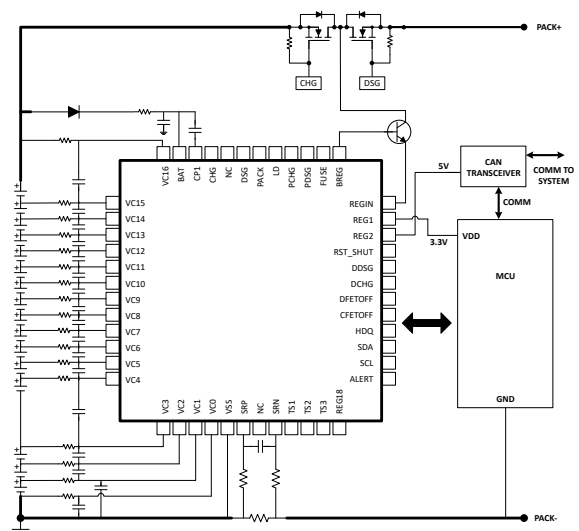 PACK+
CHG
DSG
VC16
BAT
CP1
CHG
NC
DSG
PACK
LD
PCHG
PDSG
FUSE
BREG
5V
CAN
TRANSCEIVER
COMM TO
SYSTEM
COMM
VC15
VC14
VC13
VC12
VC11
VC10
VC9
VC8
VC7
VC6
VC5
VC4
REGIN
REG1
REG2
RST_SHUT
DDSG
DCHG
DFETOFF
CFETOFF
HDQ
SDA
SCL
ALERT
3.3V
VDD
MCU
GND
VC3
VC2
VC1
VC0
VSS
SRP
NC
SRN
TS1
TS2
TS3
REG18
PACK-